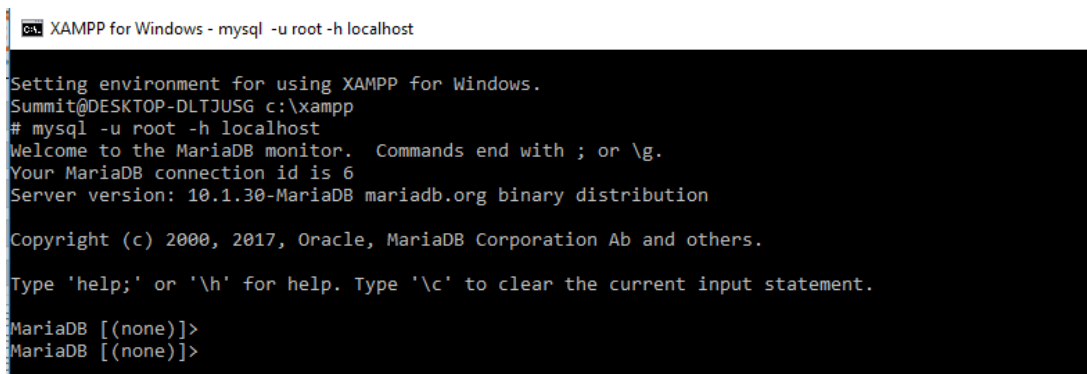 XAMPP for Windows - mysql  -u root -h localhost
Setting environment for using XAMPP for Windows.
Summit@DESKTOP-DLTJUSG c:\xampp
# mysql -u root -h localhost
Welcome to the MariaDB monitor.  Commands end with ; or \g.
Your MariaDB connection id is 6
Server version: 10.1.30-MariaDB mariadb.org binary distribution
Copyright (c) 2000, 2017, Oracle, MariaDB Corporation Ab and others.
Type 'help;' or '\h' for help. Type '\c' to clear the current input statement.
MariaDB [(none)]>
MariaDB [(none)]>